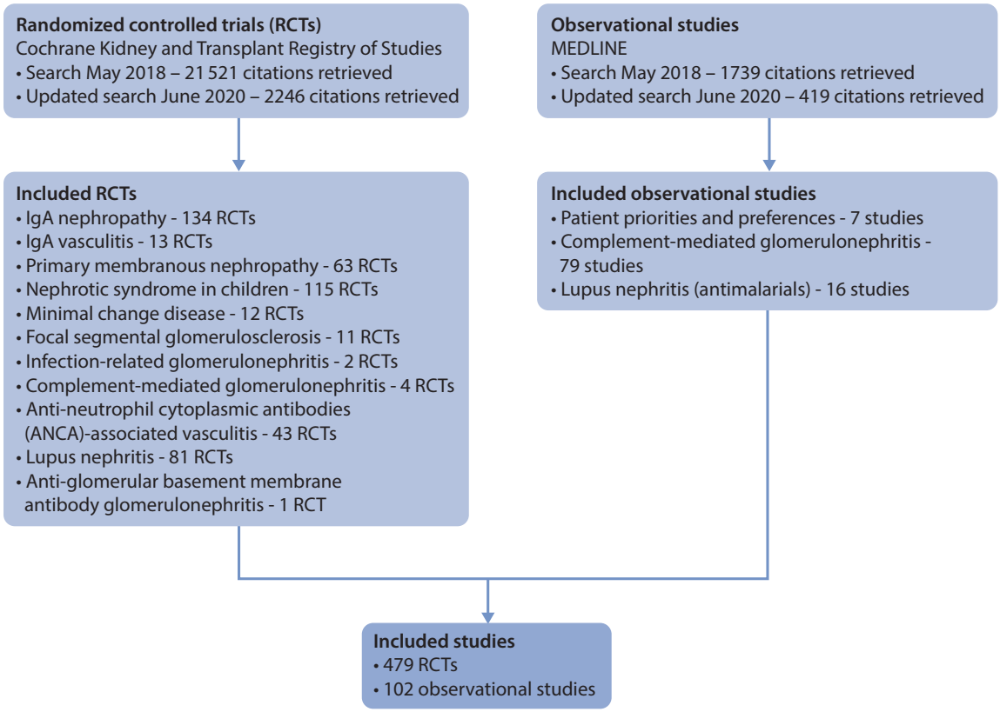 Randomized controlled trials (RCTs)
Cochrane Kidney and Transplant Registry of Studies
• Search May 2018 – 21 521 citations retrieved
• Updated search June 2020 – 2246 citations retrieved
Observational studies
MEDLINE
• Search May 2018 – 1739 citations retrieved
• Updated search June 2020 – 419 citations retrieved
Included RCTs
• IgA nephropathy - 134 RCTs
• IgA vasculitis - 13 RCTs
• Primary membranous nephropathy - 63 RCTs
• Nephrotic syndrome in children - 115 RCTs
• Minimal change disease - 12 RCTs
• Focal segmental glomerulosclerosis - 11 RCTs
• Infection-related glomerulonephritis - 2 RCTs
• Complement-mediated glomerulonephritis - 4 RCTs
• Anti-neutrophil cytoplasmic antibodies
(ANCA)-associated vasculitis - 43 RCTs
• Lupus nephritis - 81 RCTs
• Anti-glomerular basement membrane
antibody glomerulonephritis - 1 RCT
Included observational studies
• Patient priorities and preferences - 7 studies
• Complement-mediated glomerulonephritis -
79 studies
• Lupus nephritis (antimalarials) - 16 studies
Included studies
• 479 RCTs
• 102 observational studies